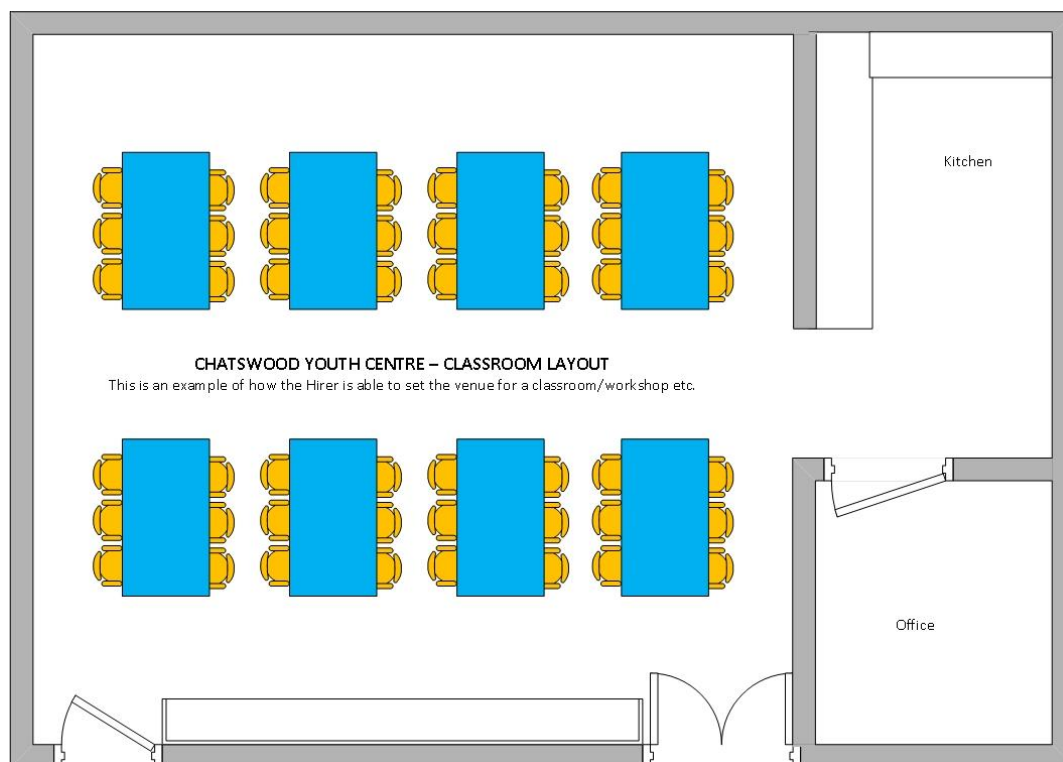 Kitchen
CHATSWOOD YOUTH CENTRE – CLASSROOM LAYOUT
This is an example of how the Hirer is able to set the venue for a classroom/workshop etc.
Office